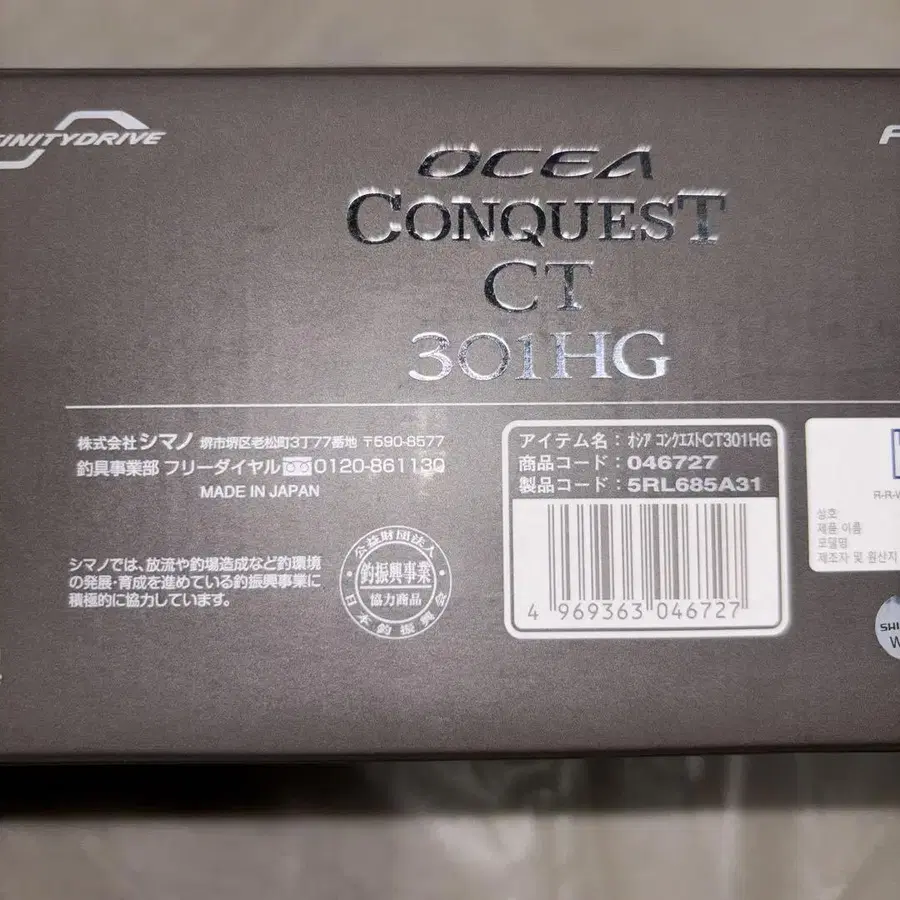 FINITYDRIVE
F
OCEA
CONQUEST
CT
301HG
株式会社シマノ 堺市堺区老松町3丁77番地 〒590-8577
釣具事業部 フリーダイヤル 0120-861130
MADE IN JAPAN
シマノでは、放流や釣場造成など釣環境
の発展・育成を進めている釣振興事業に
積極的に協力しています。
公益財団法人
釣振興事業
協力商品
日本釣振興会
アイテム名：オシア コンクエストCT301HG
商品コード：046727
製品コード：5RL685A31
4 969363 046727
R-R-
상호
제품 이름
모델명
제조자 및 원산지
SHI
W